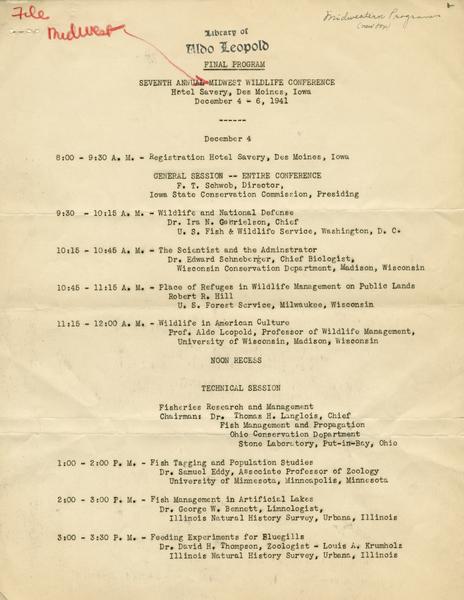 File
Midwest
Midwestern Programs
Library of
Aldo Leopold
FINAL PROGRAM
SEVENTH ANNUAL MIDWEST WILDLIFE CONFERENCE
Hotel Savery, Des Moines, Iowa
December 4 - 6, 1941
------
December 4
8:00 - 9:30 A. M. - Registration Hotel Savery, Des Moines, Iowa
GENERAL SESSION -- ENTIRE CONFERENCE
F. T. Schwob, Director,
Iowa State Conservation Commission, Presiding
9:30 - 10:15 A. M. - Wildlife and National Defense
Dr. Ira N. Gabrielson, Chief
U. S. Fish & Wildlife Service, Washington, D. C.
10:15 - 10:45 A. M. - The Scientist and the Adminstrator
Dr. Edward Schneberger, Chief Biologist,
Wisconsin Conservation Department, Madison, Wisconsin
10:45 - 11:15 A. M. - Place of Refuges in Wildlife Management on Public Lands
Robert R. Hill
U. S. Forest Service, Milwaukee, Wisconsin
11:15 - 12:00 A. M. - Wildlife in American Culture
Prof. Aldo Leopold, Professor of Wildlife Management,
University of Wisconsin, Madison, Wisconsin
NOON RECESS
TECHNICAL SESSION
Fisheries Research and Management
Chairman: Dr. Thomas H. Langlois, Chief
Fish Management and Propagation
Ohio Conservation Department
Stone Laboratory, Put-in-Bay, Ohio
1:00 - 2:00 P. M. - Fish Tagging and Population Studies
Dr. Samuel Eddy, Associate Professor of Zoology
University of Minnesota, Minneapolis, Minnesota
2:00 - 3:00 P. M. - Fish Management in Artificial Lakes
Dr. George W. Bennett, Limnologist,
Illinois Natural History Survey, Urbana, Illinois
3:00 - 3:30 P. M. - Feeding Experiments for Bluegills
Dr. David H. Thompson, Zoologist - Louis A. Krumholz
Illinois Natural History Survey, Urbana, Illinois